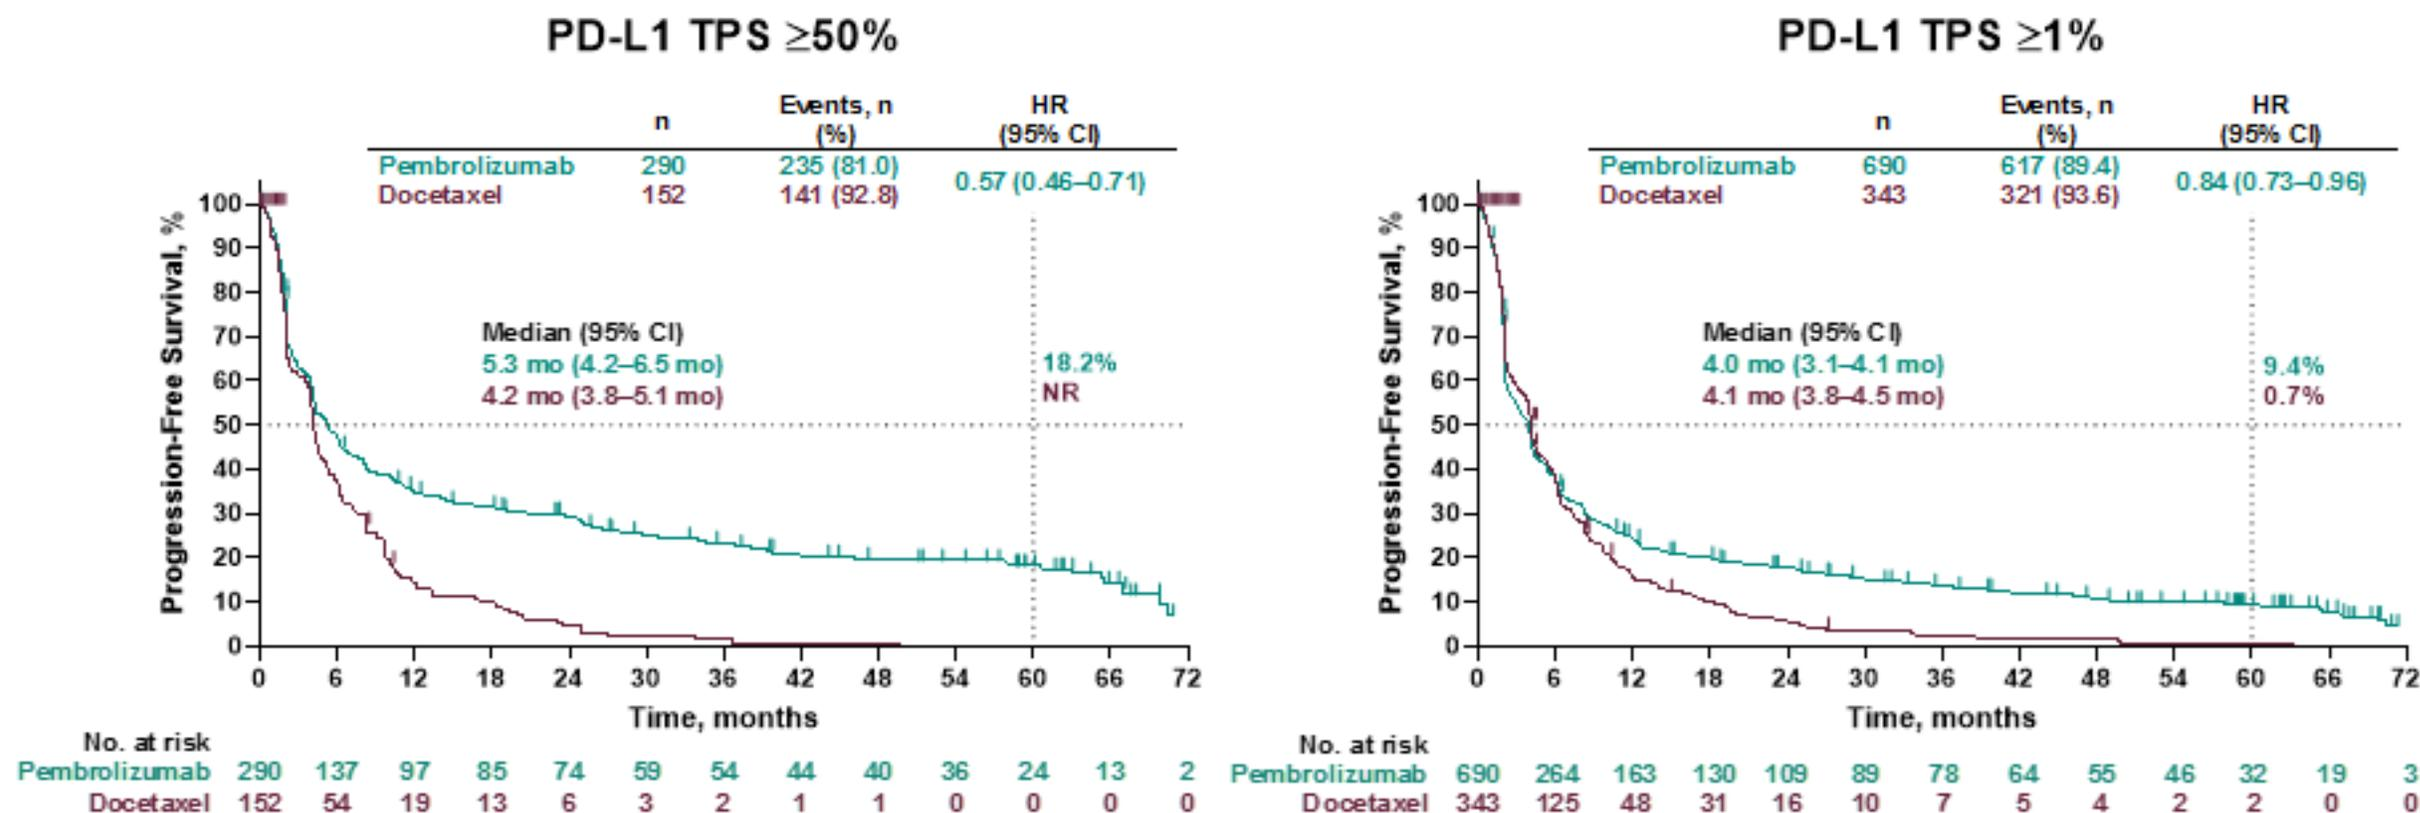 PD-L1 TPS ≥50%
n Events, n (%) HR (95% CI)
Pembrolizumab 290 235 (81.0) 0.57 (0.46–0.71)
Docetaxel 152 141 (92.8)
Progression-Free Survival, %
100
90
80
70
60
50
40
30
20
10
0
Median (95% CI)
5.3 mo (4.2–6.5 mo)
4.2 mo (3.8–5.1 mo)
18.2%
NR
0 6 12 18 24 30 36 42 48 54 60 66 72
Time, months
No. at risk
Pembrolizumab 290 137 97 85 74 59 54 44 40 36 24 13 2
Docetaxel 152 54 19 13 6 3 2 1 1 0 0 0 0
PD-L1 TPS ≥1%
n Events, n (%) HR (95% CI)
Pembrolizumab 690 617 (89.4) 0.84 (0.73–0.96)
Docetaxel 343 321 (93.6)
Progression-Free Survival, %
100
90
80
70
60
50
40
30
20
10
0
Median (95% CI)
4.0 mo (3.1–4.1 mo)
4.1 mo (3.8–4.5 mo)
9.4%
0.7%
0 6 12 18 24 30 36 42 48 54 60 66 72
Time, months
No. at risk
Pembrolizumab 690 264 163 130 109 89 78 64 55 46 32 19 3
Docetaxel 343 125 48 31 16 10 7 5 4 2 2 0 0